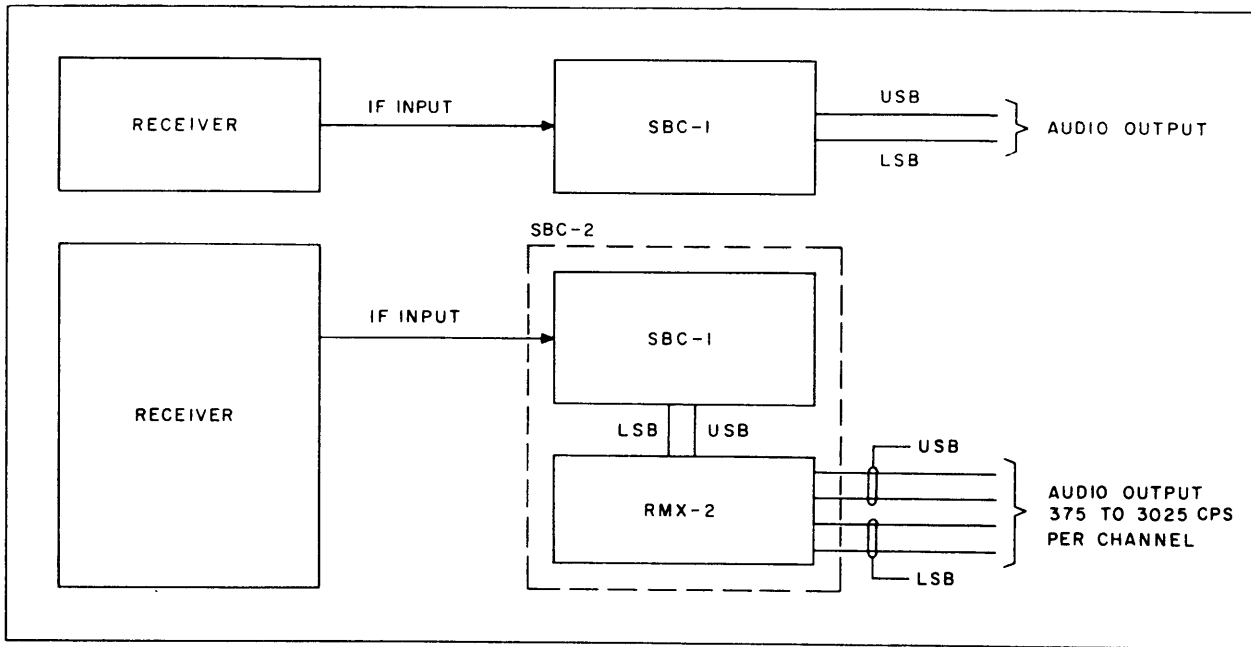 RECEIVER
IF INPUT
SBC-1
USB
LSB
AUDIO OUTPUT
SBC-2
RECEIVER
IF INPUT
SBC-1
LSB
USB
RMX-2
USB
LSB
AUDIO OUTPUT
375 TO 3025 CPS
PER CHANNEL